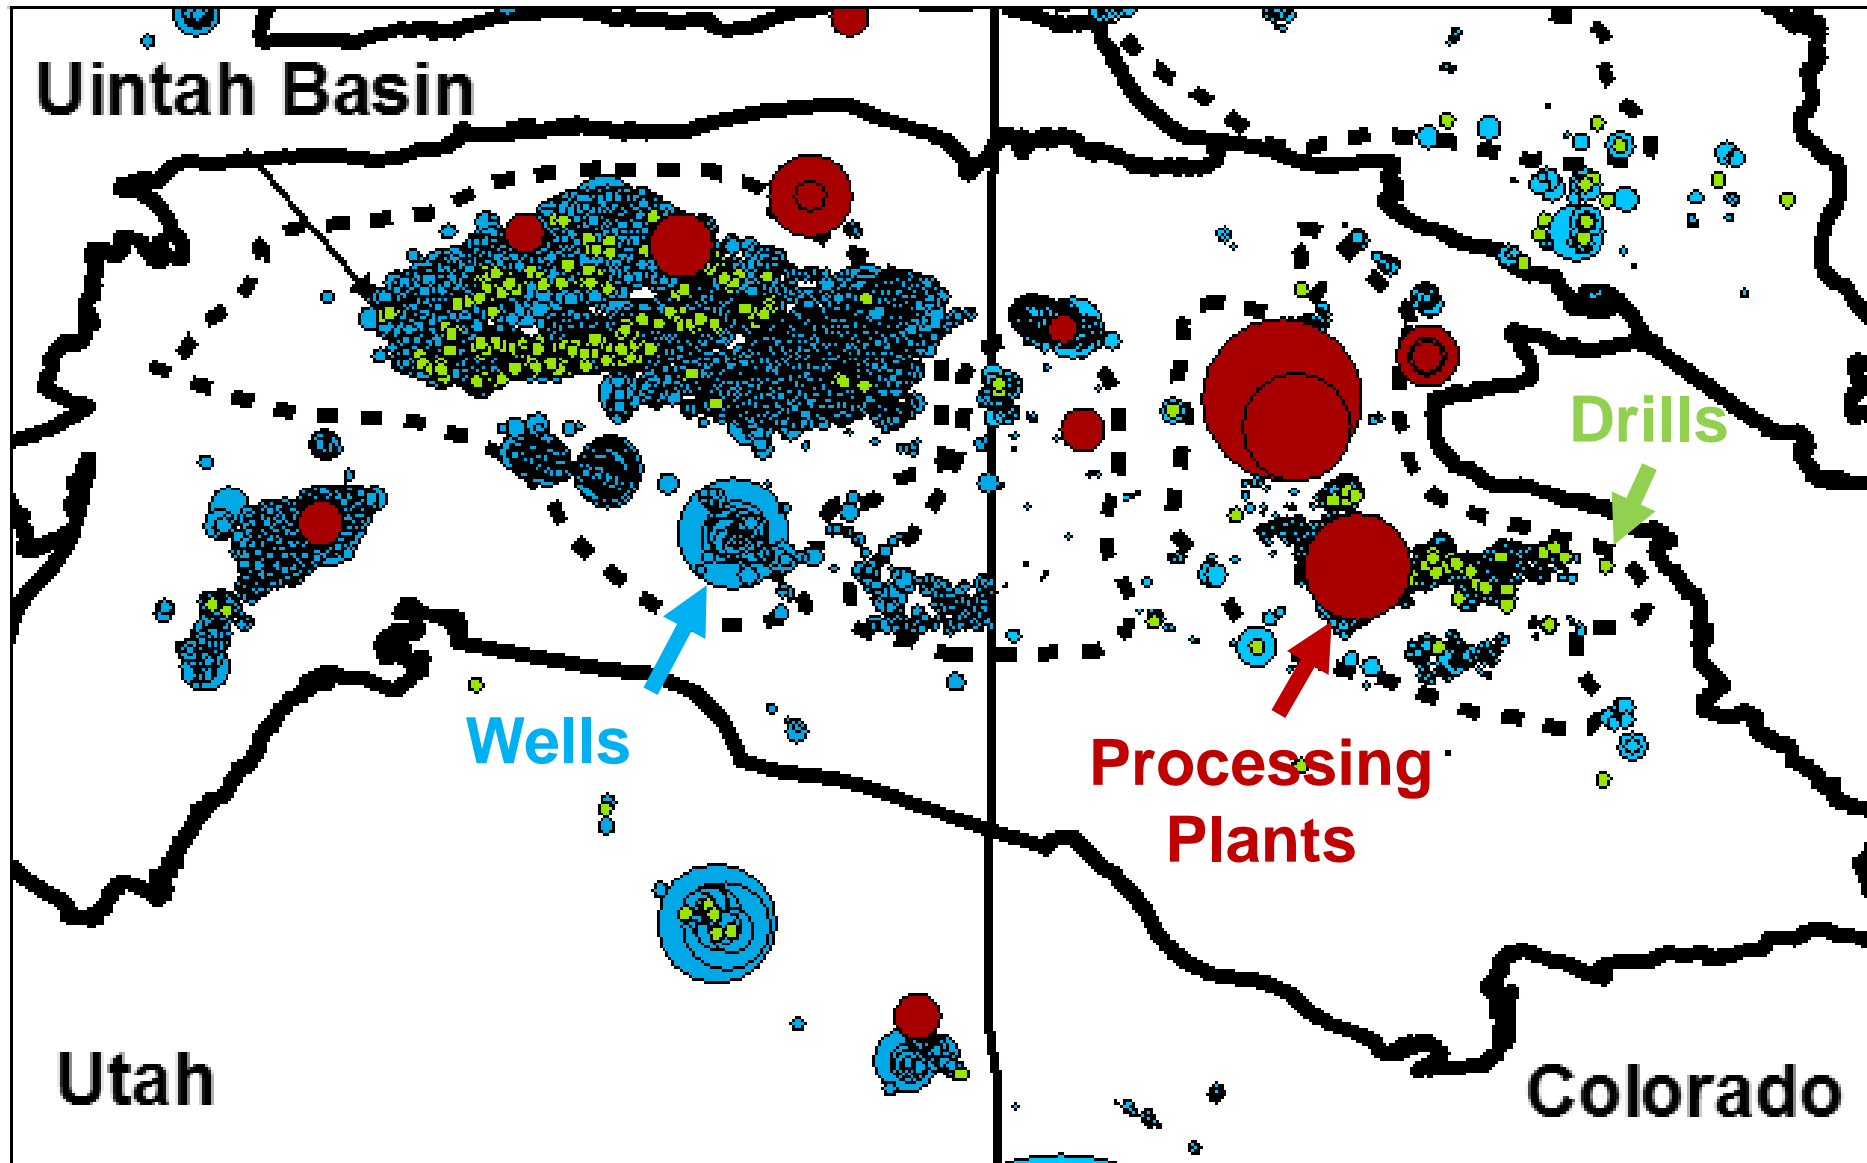 Uintah Basin
Drills
Wells
Processing
Plants
Utah
Colorado